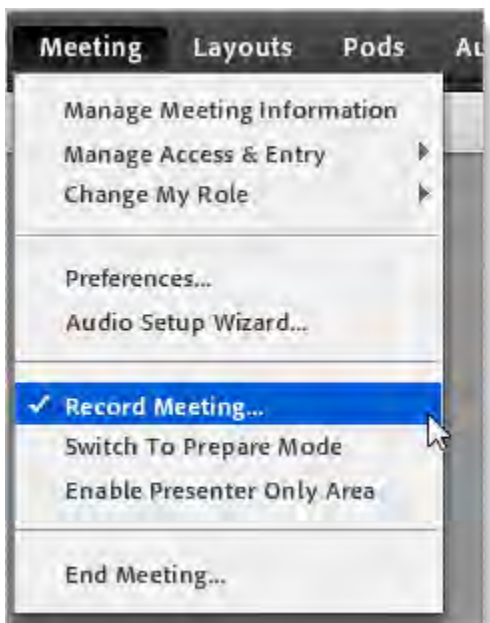 Meeting Layouts Pods Au
Manage Meeting Information
Manage Access & Entry
Change My Role
Preferences...
Audio Setup Wizard...
Record Meeting...
Switch To Prepare Mode
Enable Presenter Only Area
End Meeting...